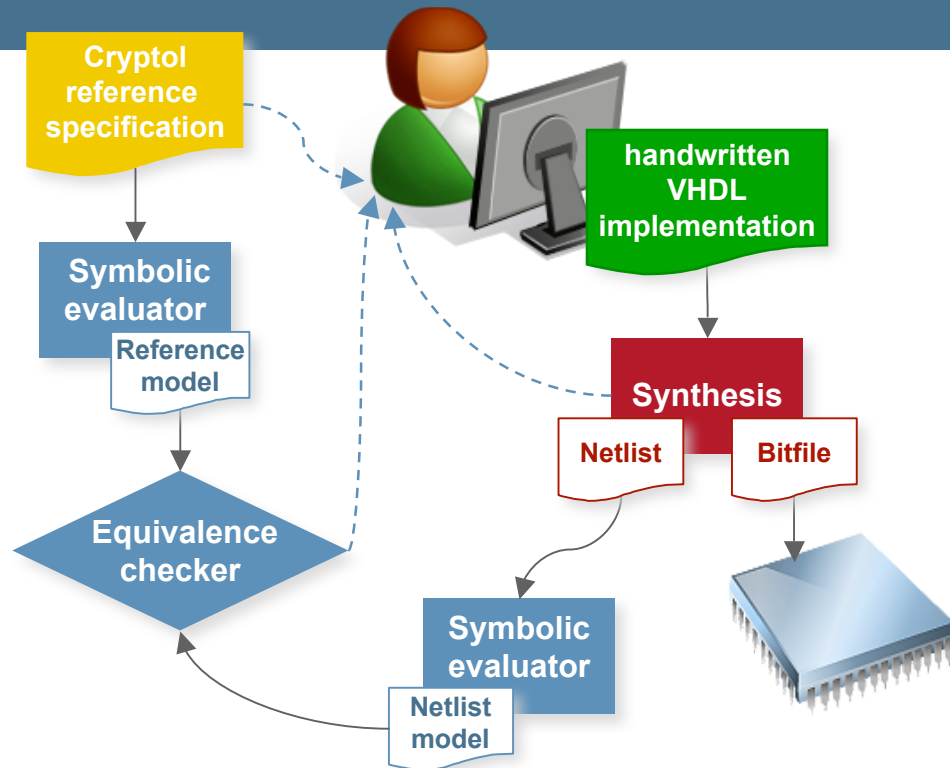 Cryptol
reference
specification
handwritten
VHDL
implementation
Symbolic
evaluator
Reference
model
Synthesis
Netlist
Bitfile
Equivalence
checker
Symbolic
evaluator
Netlist
model